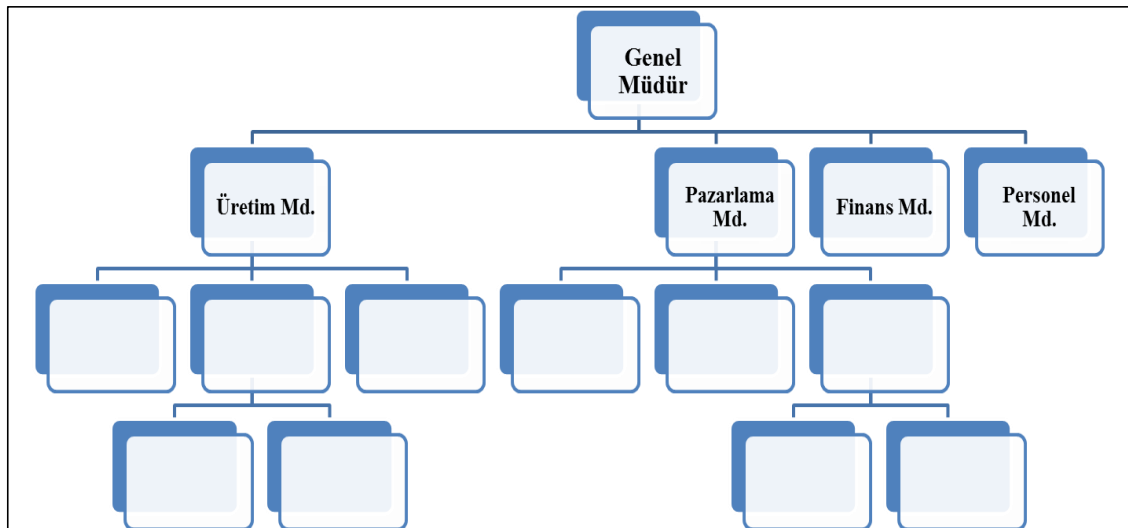 Genel
Müdür
Üretim Md.
Pazarlama
Md.
Finans Md.
Personel
Md.